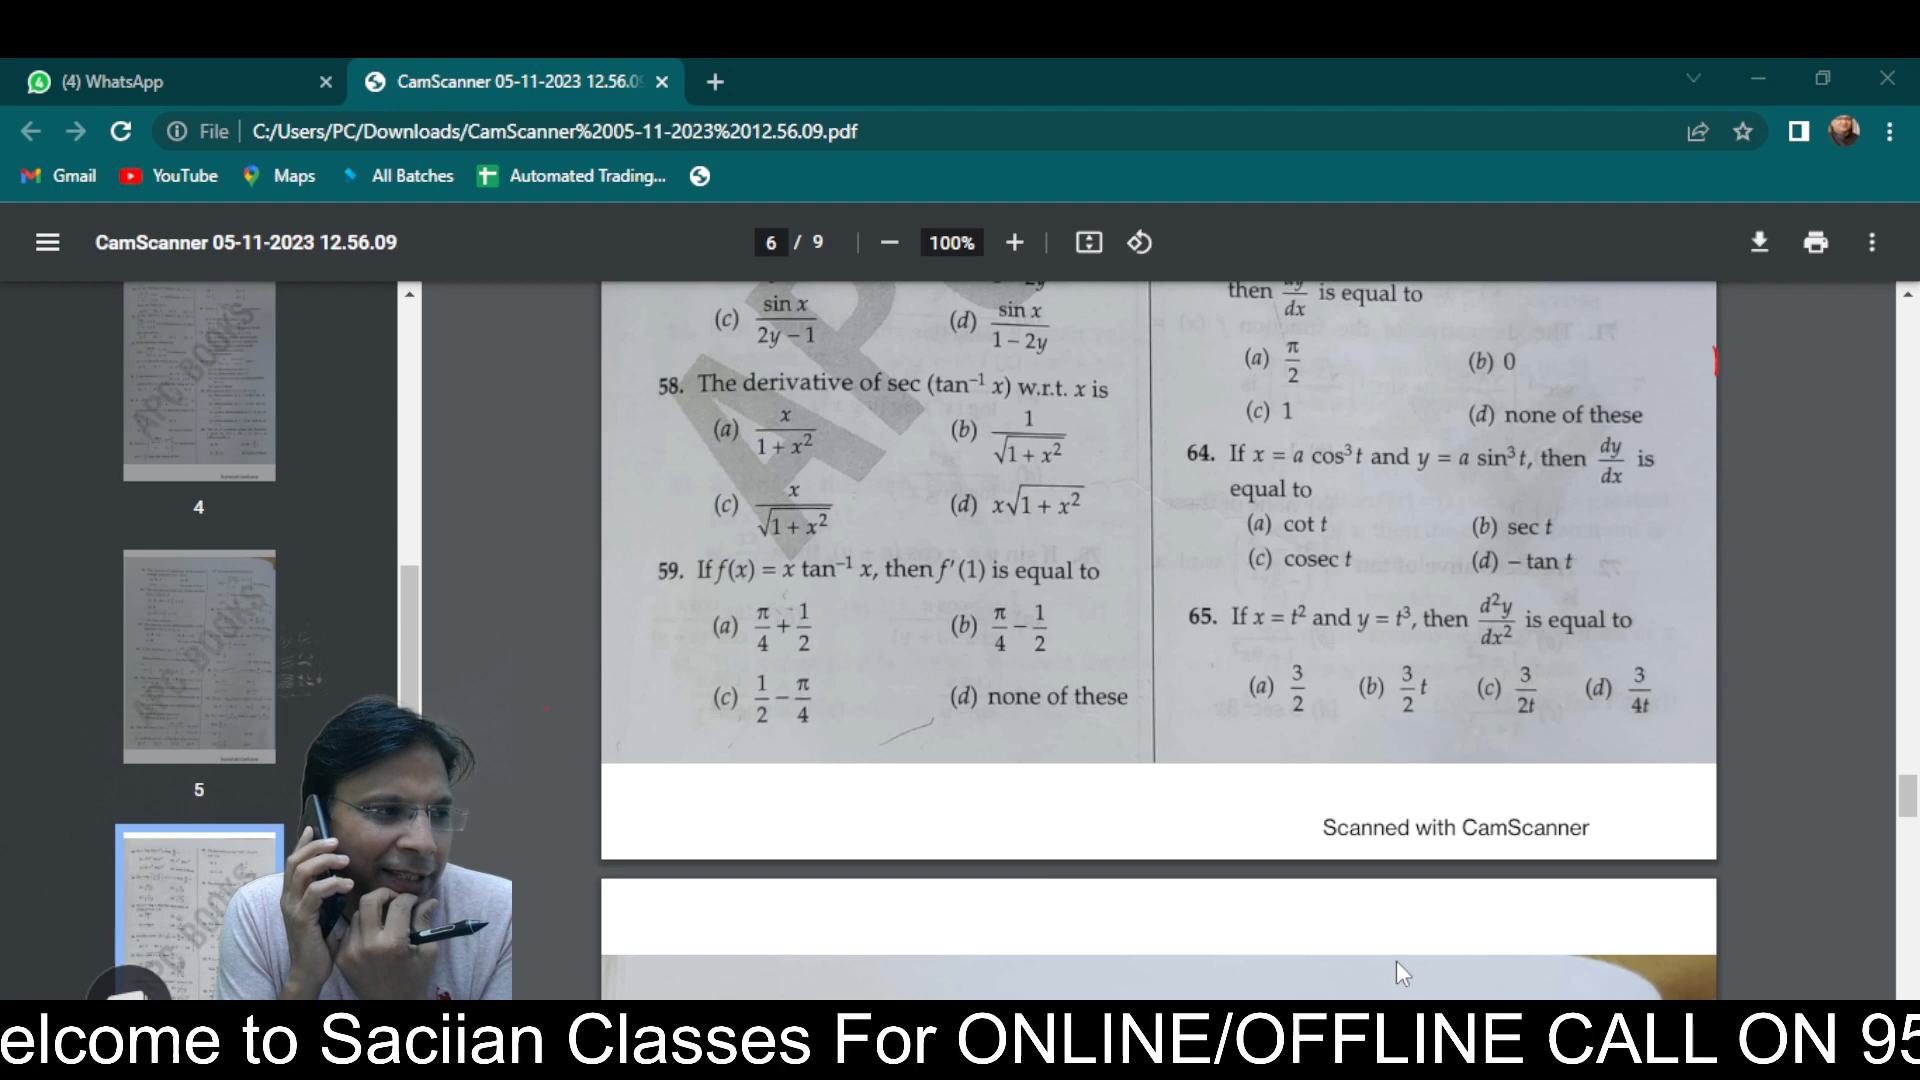 (4) WhatsApp
CamScanner 05-11-2023 12.56.0
File
C:/Users/PC/Downloads/CamScanner%2005-11-2023%2012.56.09.pdf
Gmail
YouTube
Maps
All Batches
Automated Trading...
CamScanner 05-11-2023 12.56.09
6 / 9
100%
APC BOOKS
4
APC BOOKS
5
(c) sin x / 2y – 1
(d) sin x / 1 – 2y
58. The derivative of sec (tan⁻¹ x) w.r.t. x is
(a) x / 1 + x²
(b) 1 / √1 + x²
(c) x / √1 + x²
(d) x√1 + x²
59. If f(x) = x tan⁻¹ x, then f′(1) is equal to
(a) π/4 + 1/2
(b) π/4 – 1/2
(c) 1/2 – π/4
(d) none of these
then dy/dx is equal to
(a) π/2
(b) 0
(c) 1
(d) none of these
64. If x = a cos³ t and y = a sin³ t, then dy/dx is
equal to
(a) cot t
(b) sec t
(c) cosec t
(d) – tan t
65. If x = t² and y = t³, then d²y/dx² is equal to
(a) 3/2
(b) 3/2 t
(c) 3/2t
(d) 3/4t
Scanned with CamScanner
elcome to Saciian Classes For ONLINE/OFFLINE CALL ON 95